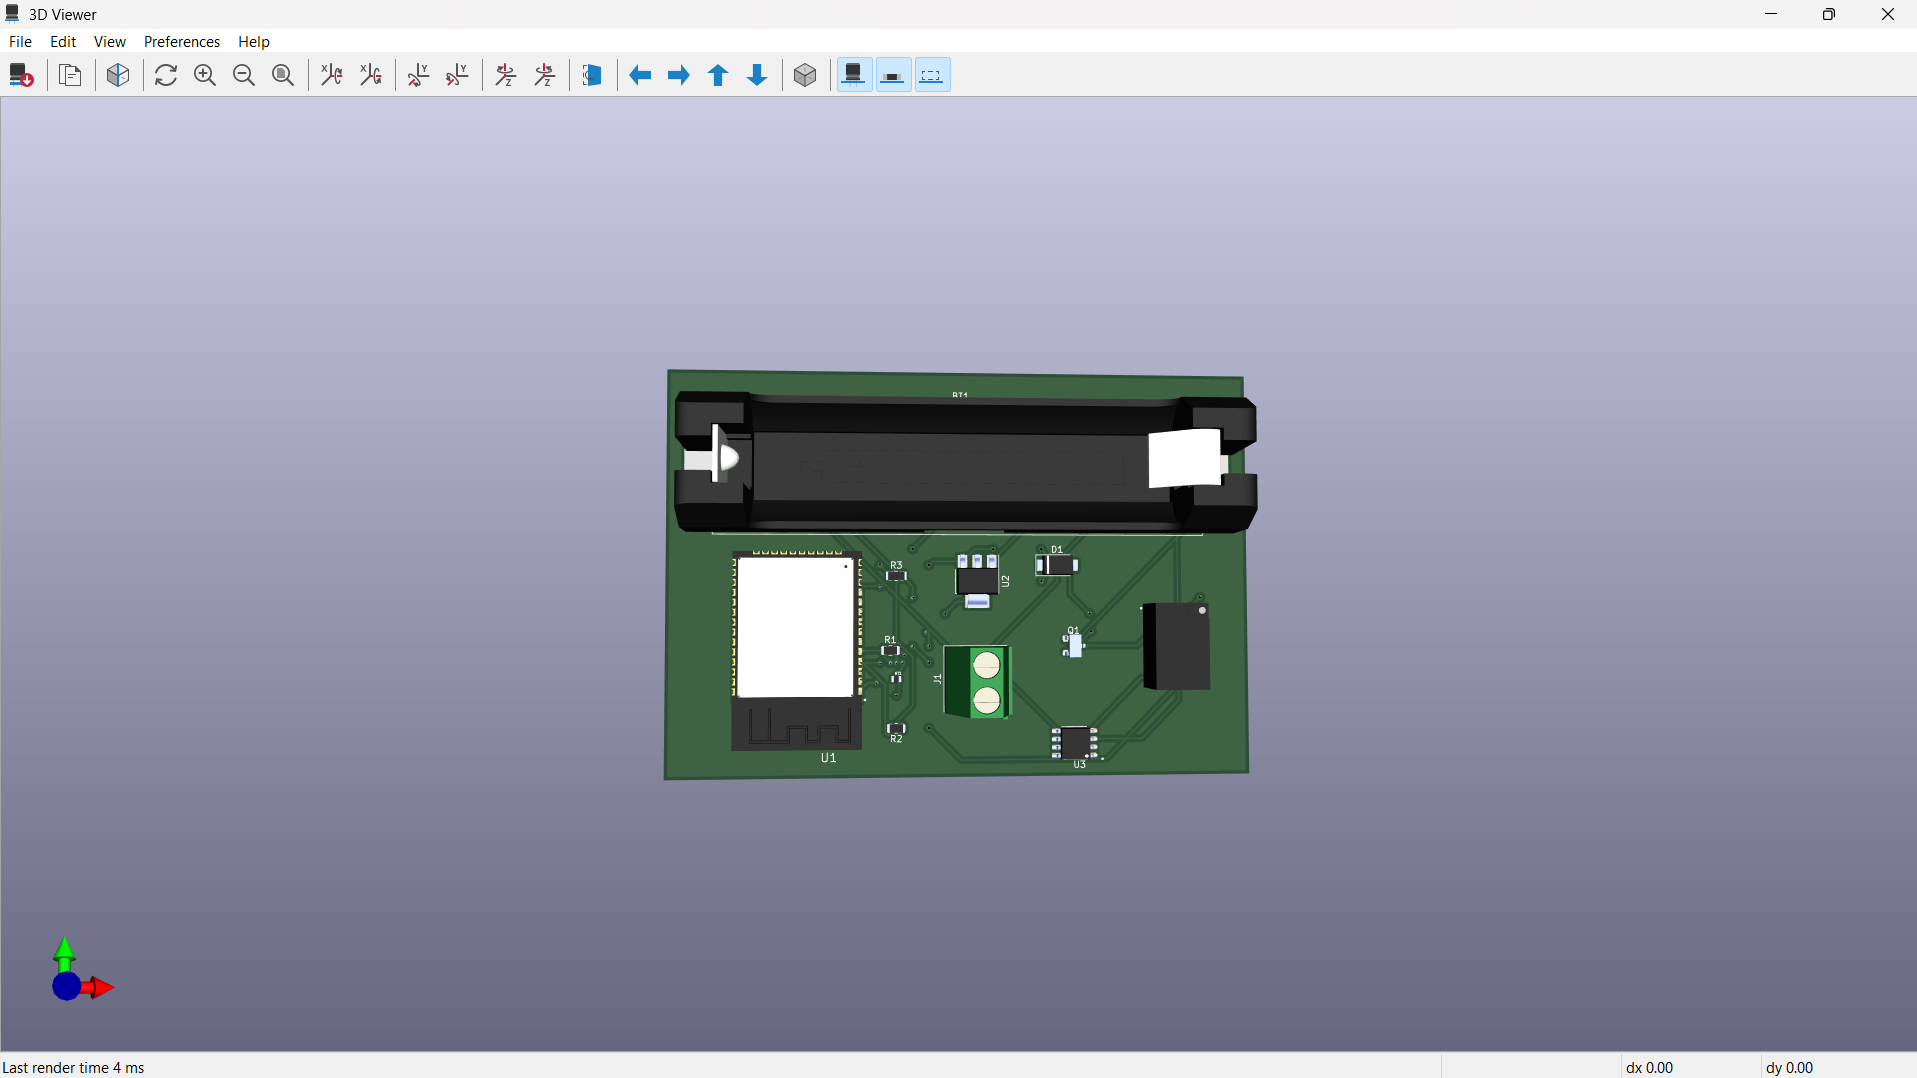 3D Viewer
File Edit View Preferences Help
BT1
D1
R3
U2
Q1
R1
J1
R2
U1
U3
Last render time 4 ms
dx 0.00
dy 0.00